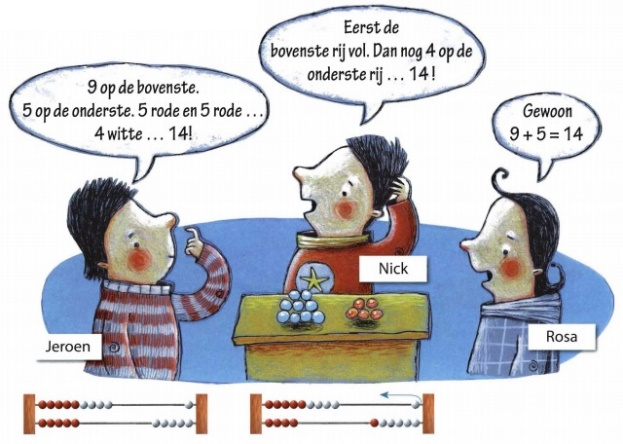 9 op de bovenste.
5 op de onderste. 5 rode en 5 rode ...
4 witte ... 14!
Eerst de
bovenste rij vol. Dan nog 4 op de
onderste rij ... 14!
Gewoon
9 + 5 = 14
Nick
Jeroen
Rosa